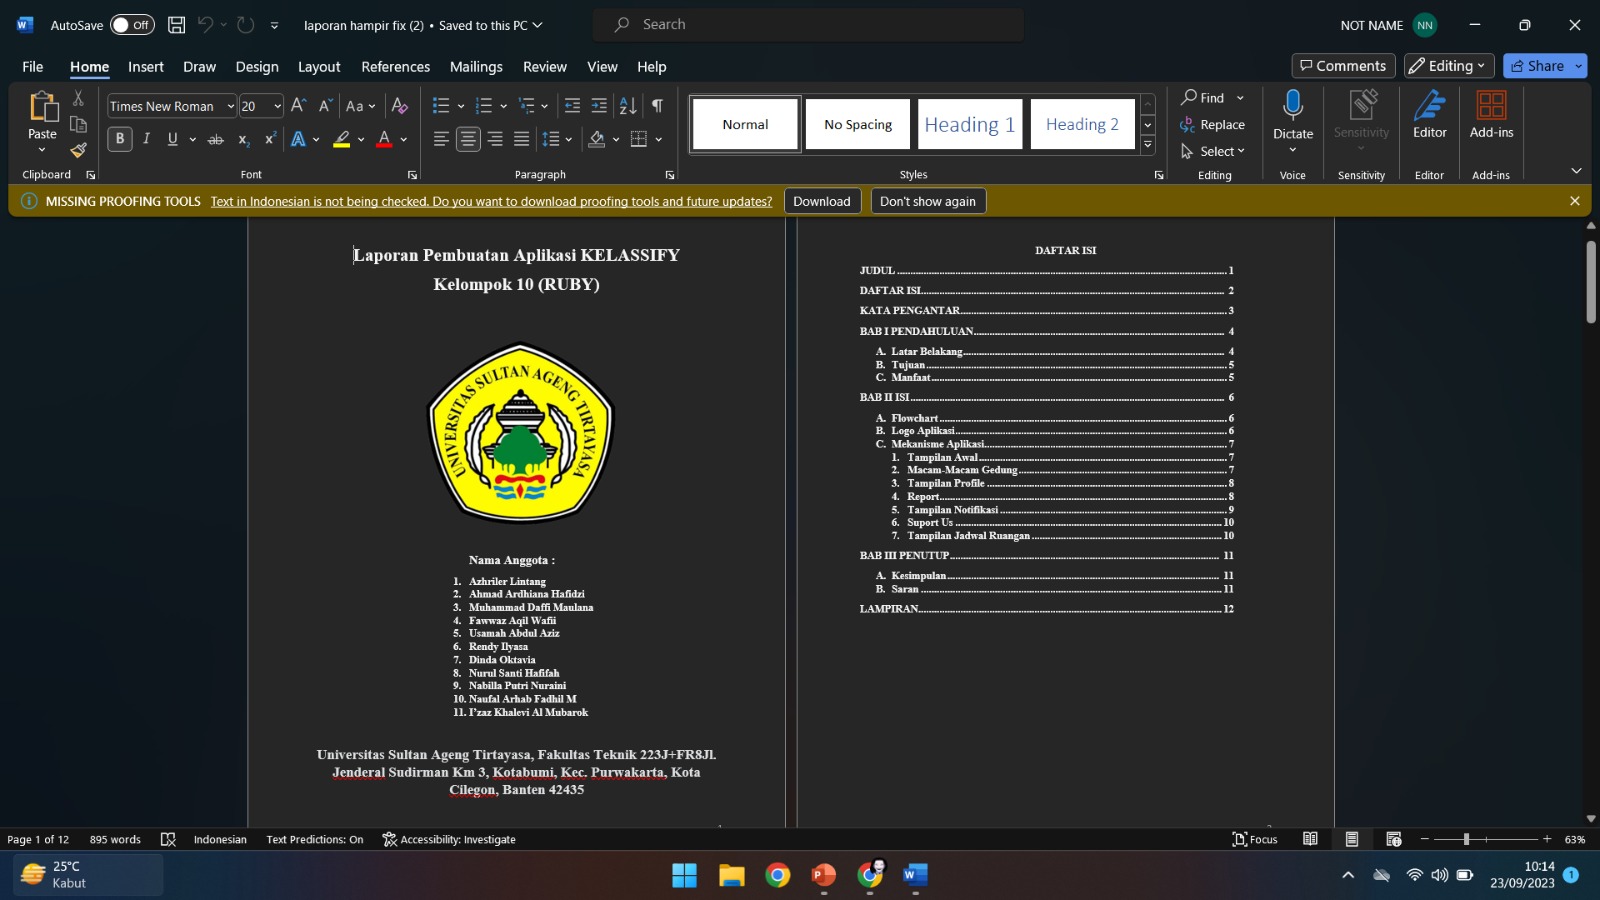 AutoSave Off laporan hampir fix (2) • Saved to this PC Search NOT NAME NN
File Home Insert Draw Design Layout References Mailings Review View Help Comments Editing Share
Paste
Clipboard
Times New Roman 20 Aa
B I U ab x₂ x² A A
Font
Paragraph
Normal No Spacing Heading 1 Heading 2
Styles
Find
Replace
Select
Editing
Dictate
Voice
Sensitivity
Sensitivity
Editor
Editor
Add-ins
Add-ins
MISSING PROOFING TOOLS Text in Indonesian is not being checked. Do you want to download proofing tools and future updates? Download Don't show again
Laporan Pembuatan Aplikasi KELASSIFY
Kelompok 10 (RUBY)
UNIVERSITAS SULTAN AGENG TIRTAYASA
Nama Anggota :
1. Azhriler Lintang
2. Ahmad Ardhiana Hafidzi
3. Muhammad Daffi Maulana
4. Fawwaz Aqil Wafii
5. Usamah Abdul Aziz
6. Rendy Ilyasa
7. Dinda Oktavia
8. Nurul Santi Hafifah
9. Nabilla Putri Nuraini
10. Naufal Arhab Fadhil M
11. I'zaz Khalevi Al Mubarok
Universitas Sultan Ageng Tirtayasa, Fakultas Teknik 223J+FR8Jl.
Jenderal Sudirman Km 3, Kotabumi, Kec. Purwakarta, Kota
Cilegon, Banten 42435
DAFTAR ISI
JUDUL 1
DAFTAR ISI 2
KATA PENGANTAR 3
BAB I PENDAHULUAN 4
A. Latar Belakang 4
B. Tujuan 5
C. Manfaat 5
BAB II ISI 6
A. Flowchart 6
B. Logo Aplikasi 6
C. Mekanisme Aplikasi 7
1. Tampilan Awal 7
2. Macam-Macam Gedung 7
3. Tampilan Profile 8
4. Report 8
5. Tampilan Notifikasi 9
6. Suport Us 10
7. Tampilan Jadwal Ruangan 10
BAB III PENUTUP 11
A. Kesimpulan 11
B. Saran 11
LAMPIRAN 12
Page 1 of 12 895 words Indonesian Text Predictions: On Accessibility: Investigate Focus 63%
25°C
Kabut
10:14
23/09/2023
1